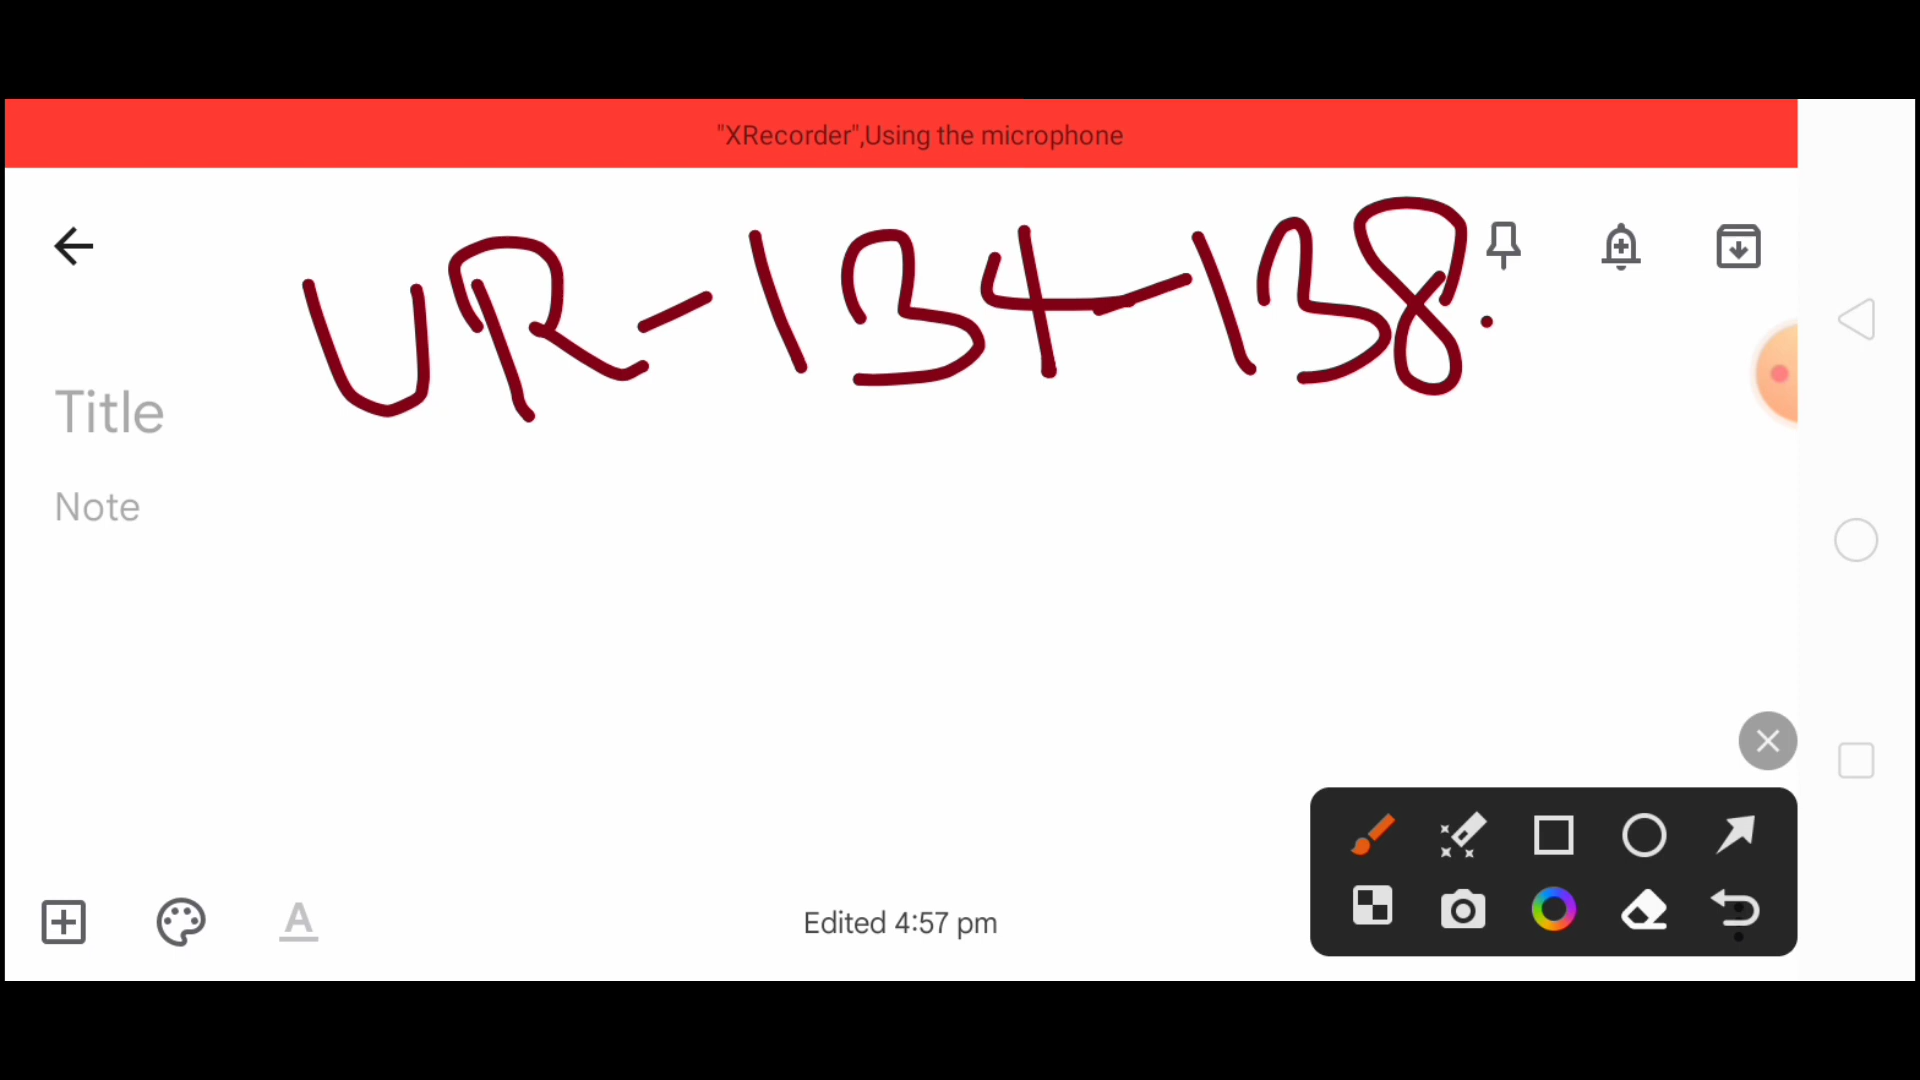 "XRecorder",Using the microphone
UR-134-138.
Title
Note
A
Edited 4:57 pm